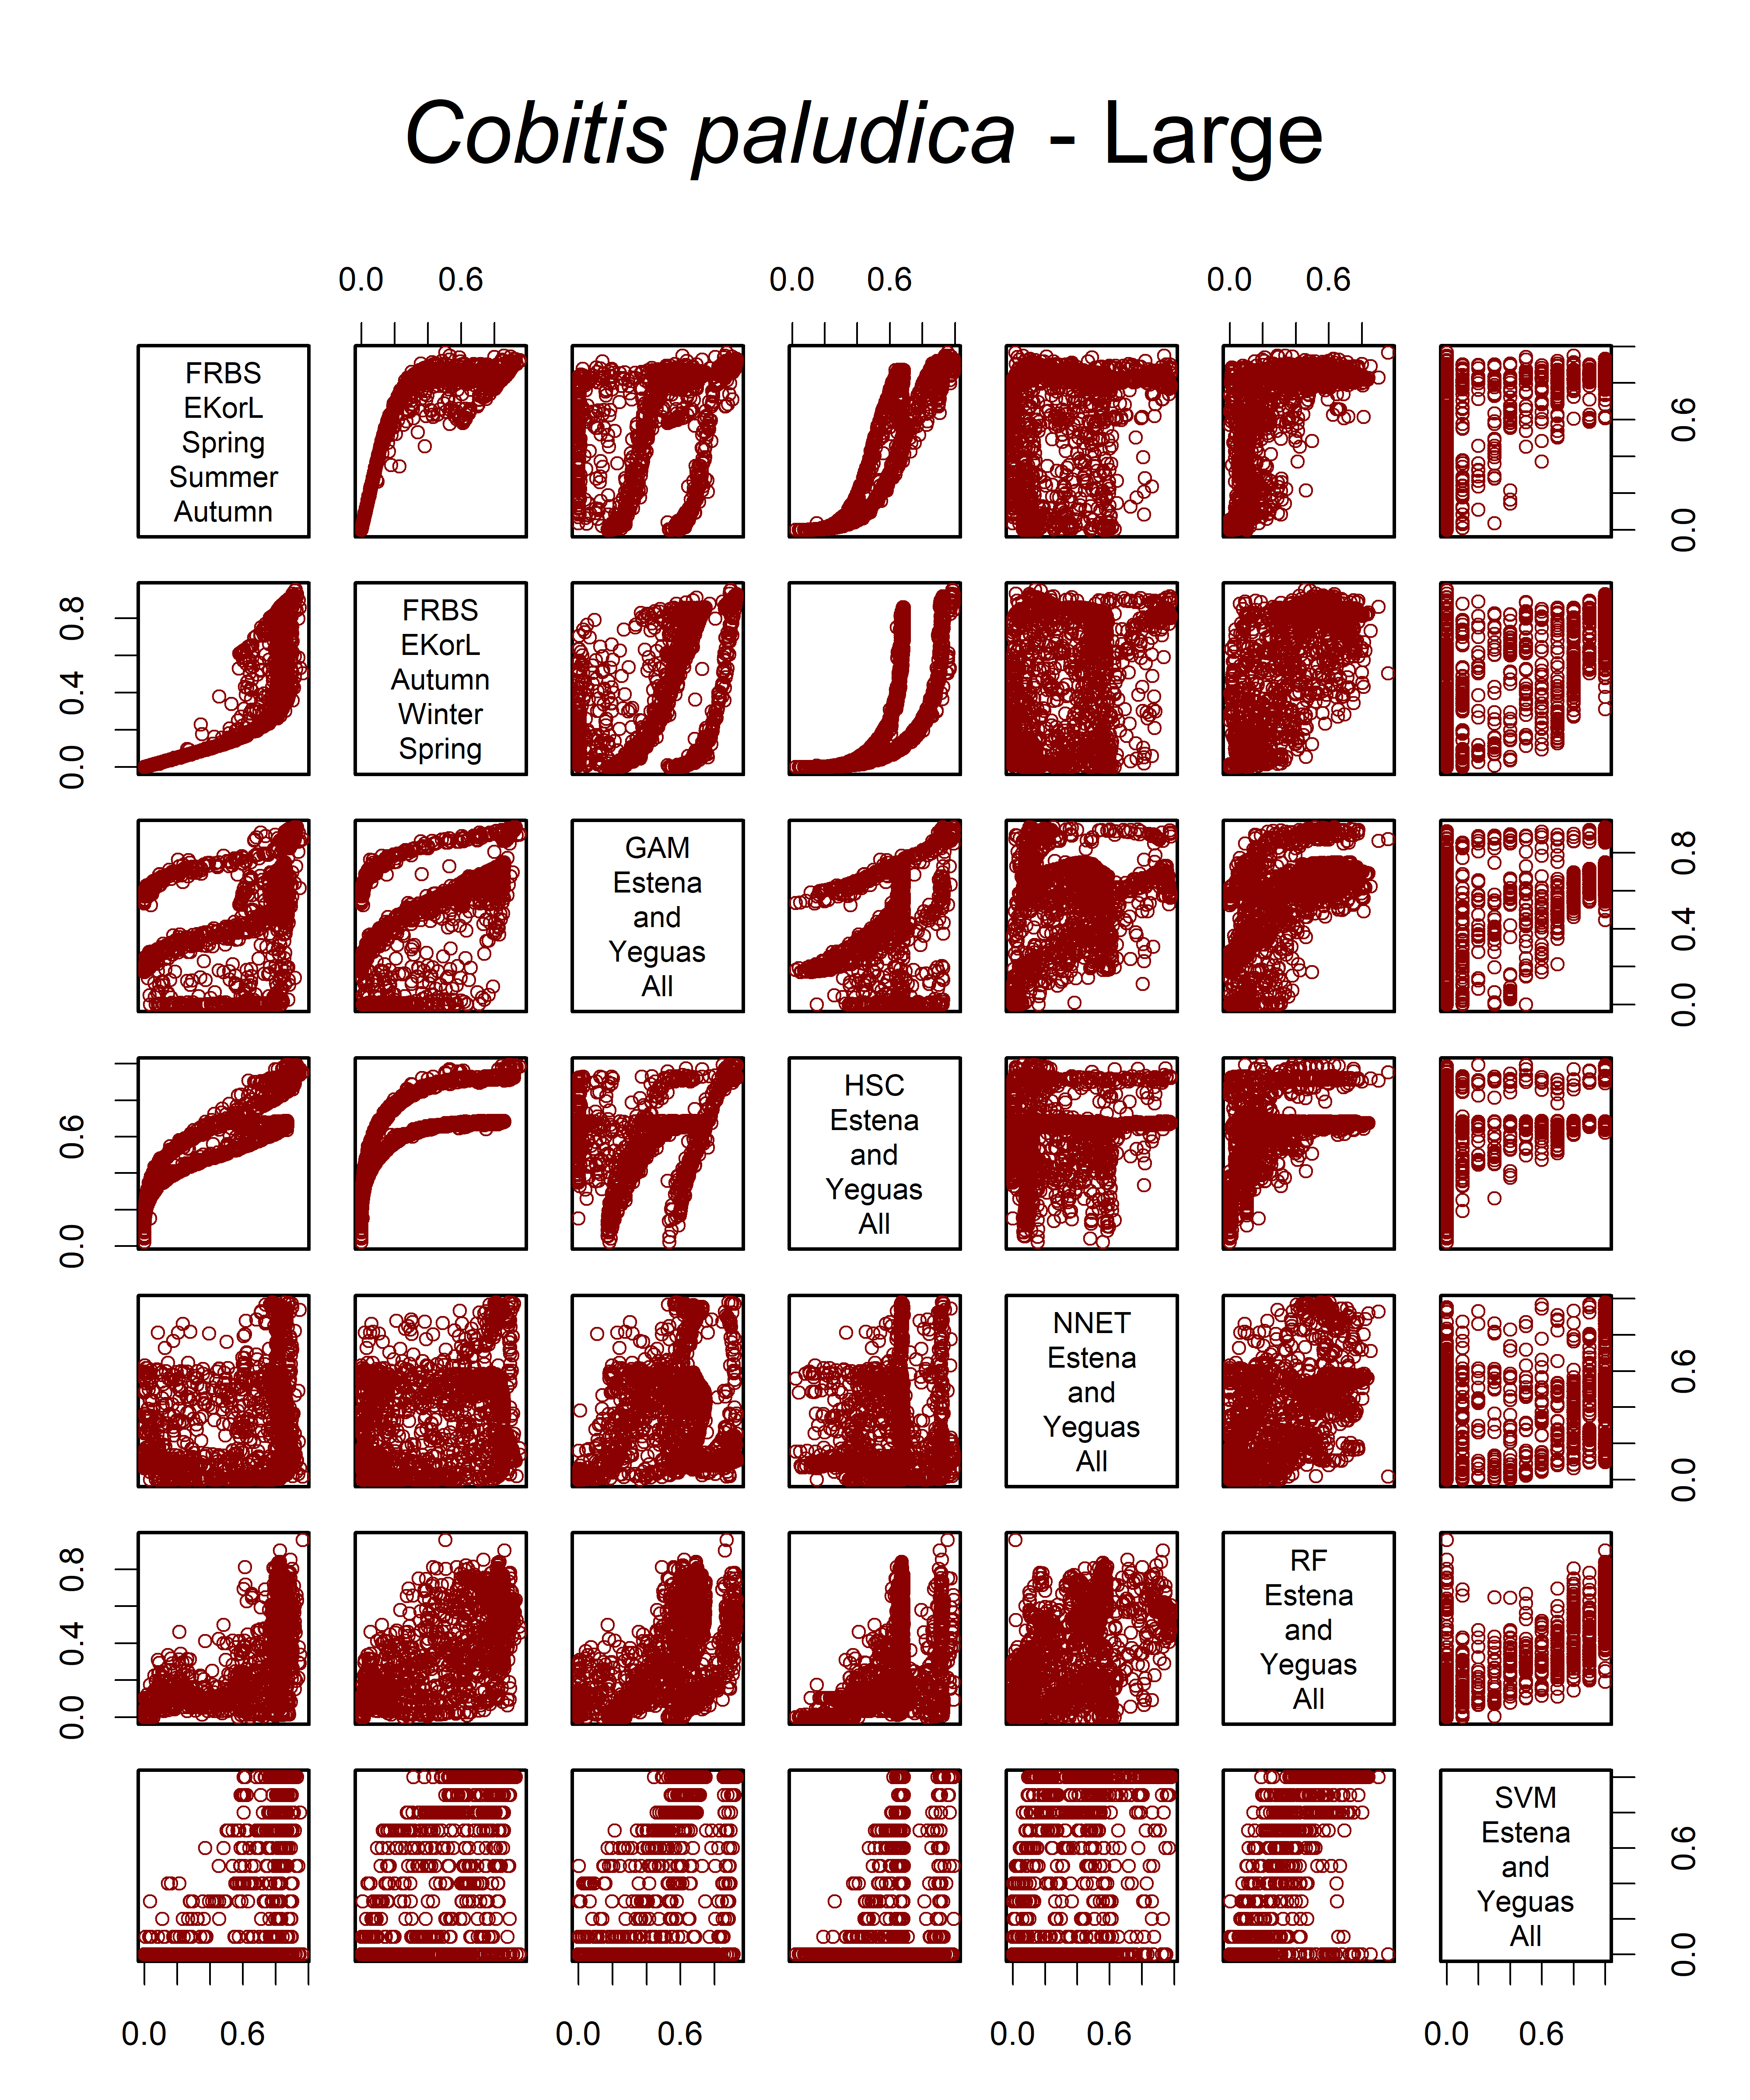 Cobitis paludica - Large
0.0 0.6 0.0 0.6 0.0 0.6
FRBS
EKorL
Spring
Summer
Autumn
0.6
0.0
0.8
0.4
0.0
FRBS
EKorL
Autumn
Winter
Spring
GAM
Estena
and
Yeguas
All
0.8
0.4
0.0
0.6
0.0
HSC
Estena
and
Yeguas
All
NNET
Estena
and
Yeguas
All
0.6
0.0
0.8
0.4
0.0
RF
Estena
and
Yeguas
All
SVM
Estena
and
Yeguas
All
0.6
0.0
0.0 0.6 0.0 0.6 0.0 0.6 0.0 0.6